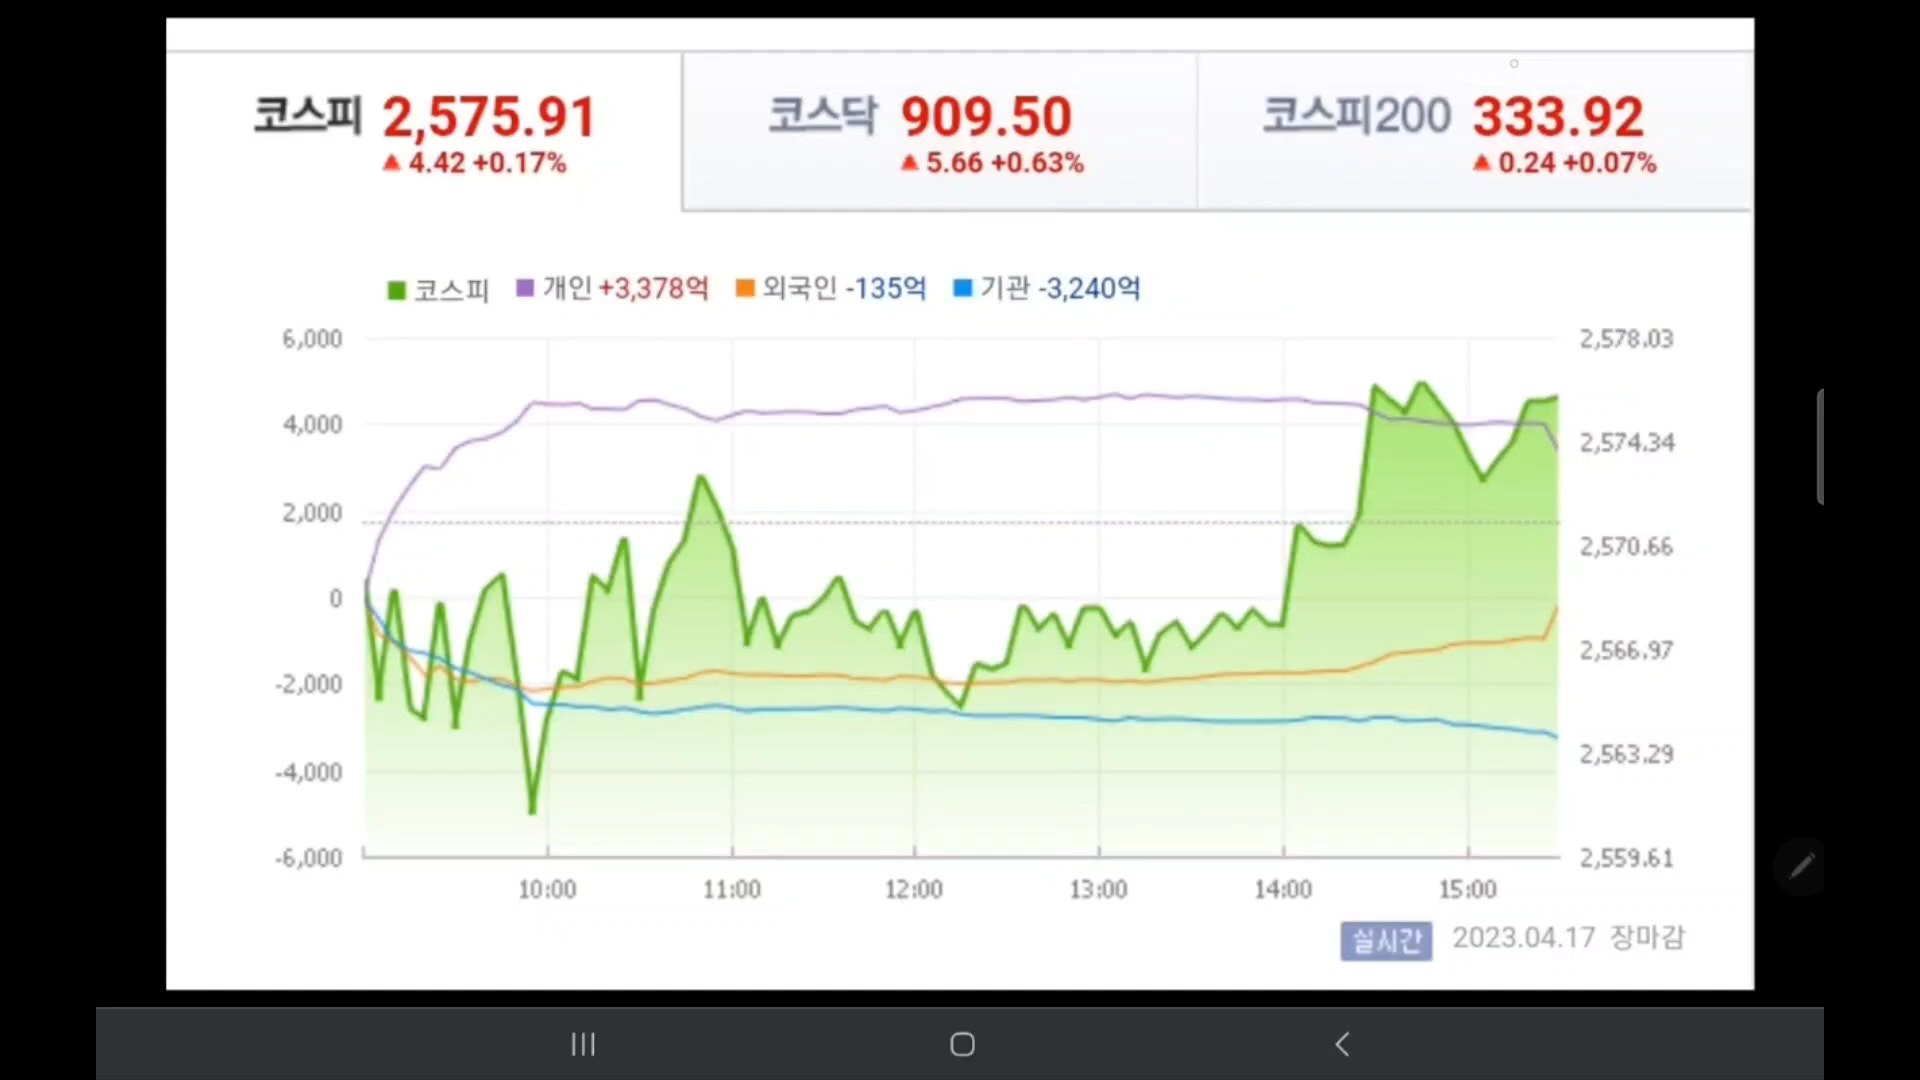 코스피 2,575.91
▲ 4.42 +0.17%
코스닥 909.50
▲ 5.66 +0.63%
코스피200 333.92
▲ 0.24 +0.07%
코스피 개인 +3,378억 외국인 -135억 기관 -3,240억
6,000
4,000
2,000
0
-2,000
-4,000
-6,000
2,578.03
2,574.34
2,570.66
2,566.97
2,563.29
2,559.61
10:00 11:00 12:00 13:00 14:00 15:00
실시간 2023.04.17 장마감